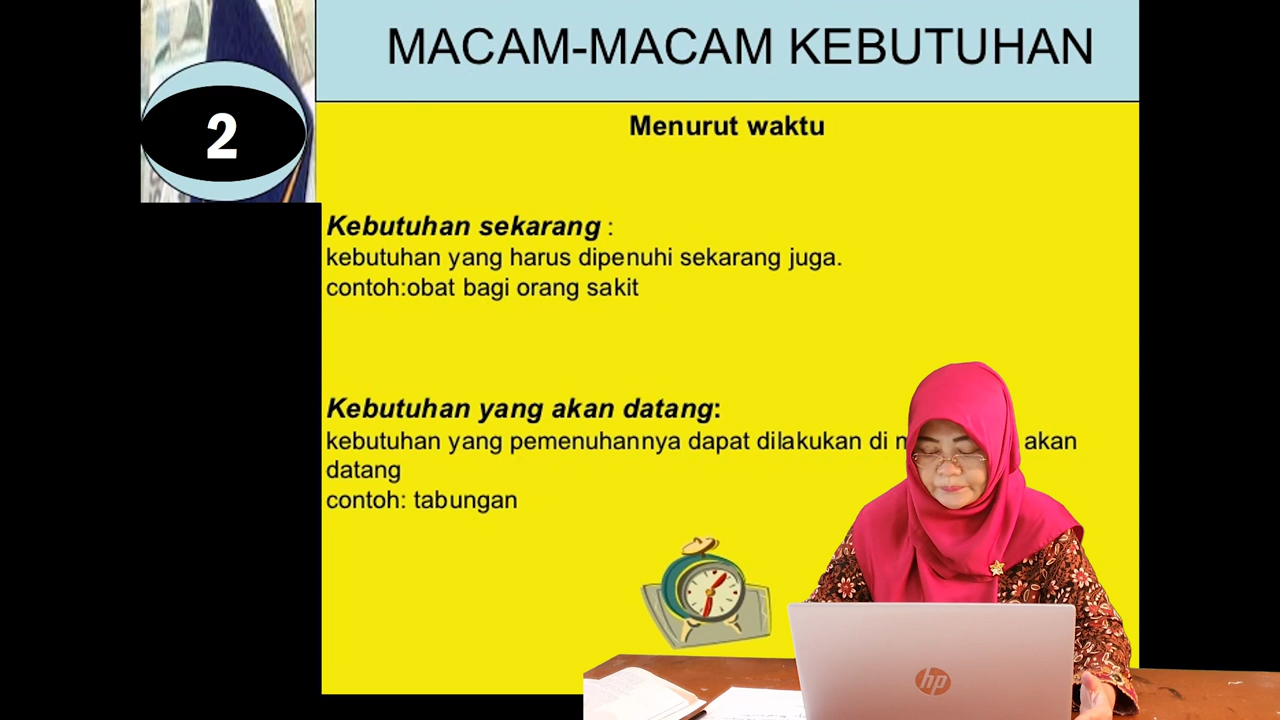 MACAM-MACAM KEBUTUHAN
2
Menurut waktu
Kebutuhan sekarang :
kebutuhan yang harus dipenuhi sekarang juga.
contoh:obat bagi orang sakit
Kebutuhan yang akan datang:
kebutuhan yang pemenuhannya dapat dilakukan di akan
datang
contoh: tabungan
hp